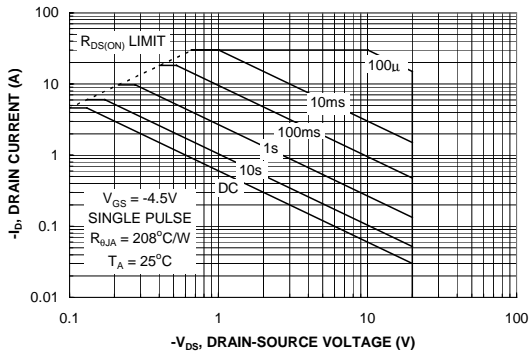 100
R_DS(ON) LIMIT
100µ
10
10ms
100ms
1
1s
10s
DC
V_GS = -4.5V
SINGLE PULSE
R_θJA = 208°C/W
T_A = 25°C
0.1
0.01
0.1
1
10
100
-I_D, DRAIN CURRENT (A)
-V_DS, DRAIN-SOURCE VOLTAGE (V)